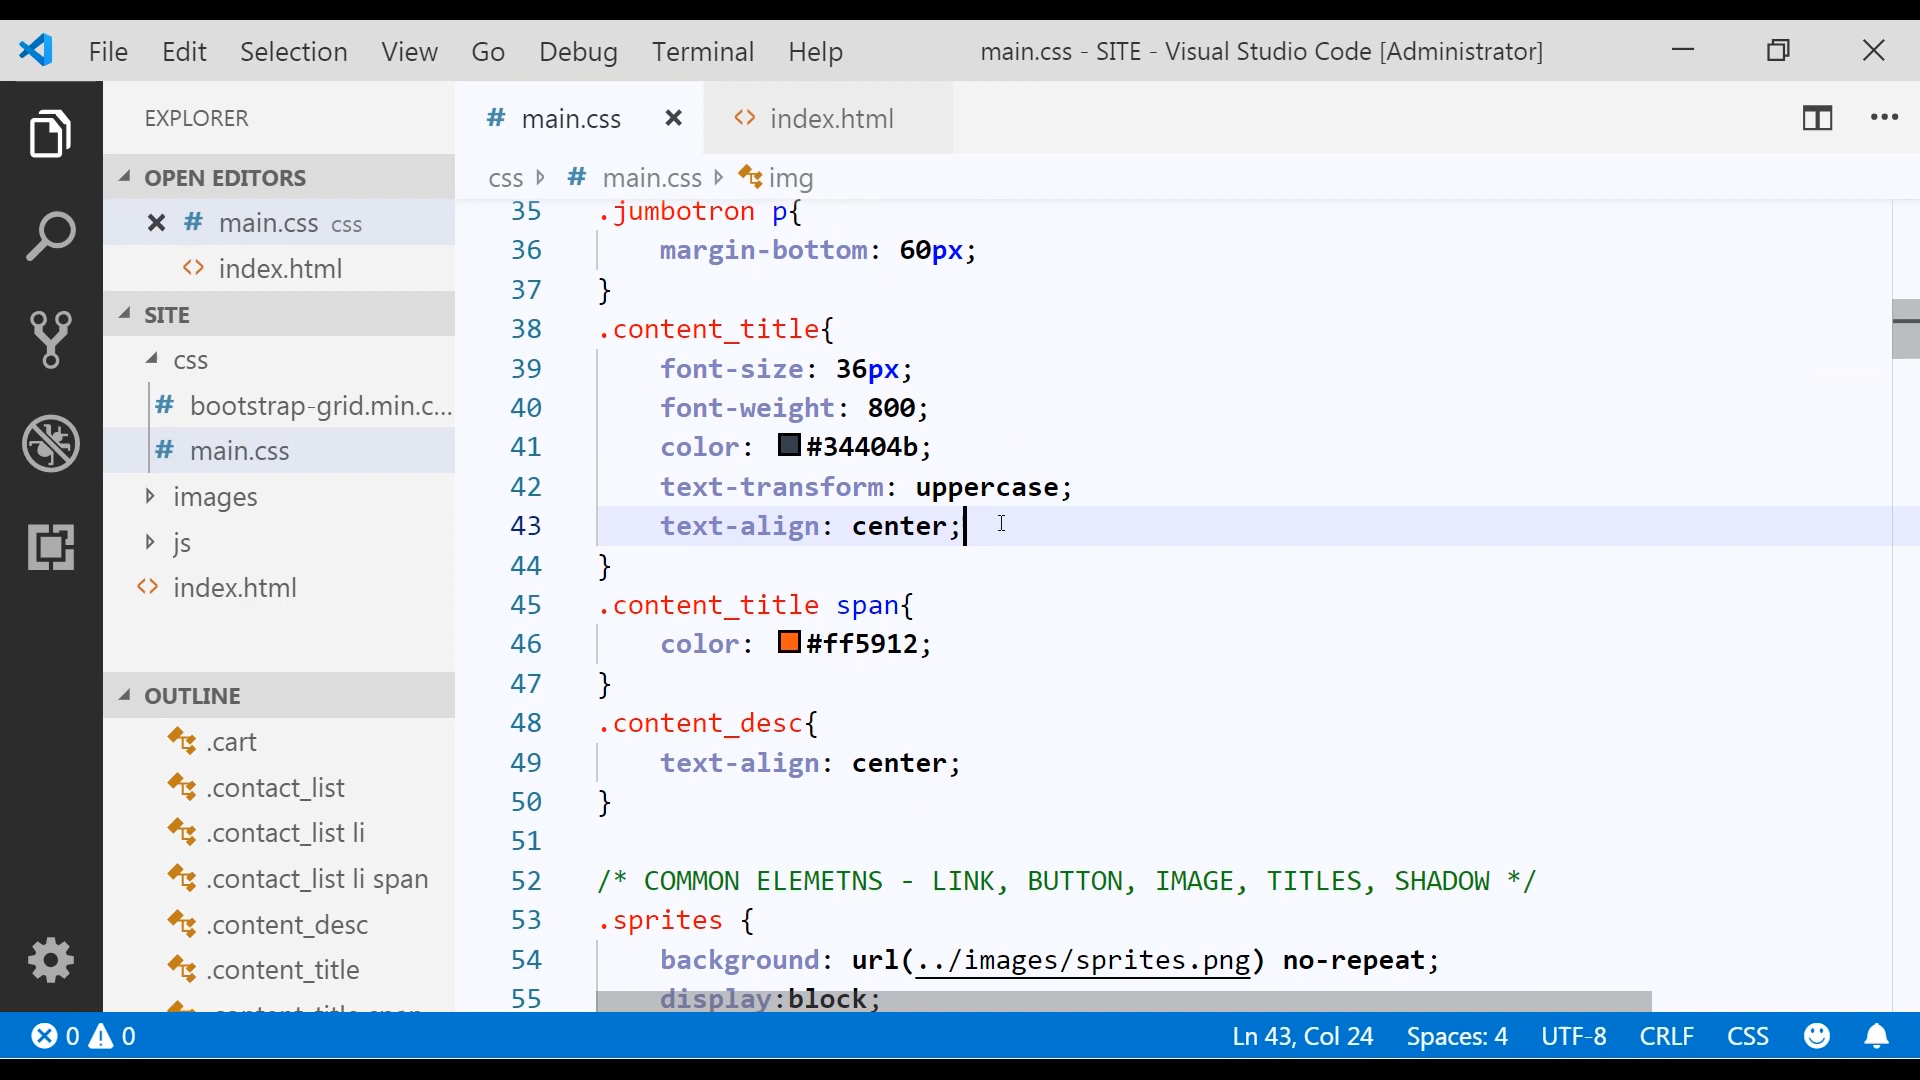 File Edit Selection View Go Debug Terminal Help main.css - SITE - Visual Studio Code [Administrator]
EXPLORER
OPEN EDITORS
main.css css
index.html
SITE
css
bootstrap-grid.min.c...
main.css
images
js
index.html
OUTLINE
.cart
.contact_list
.contact_list li
.contact_list li span
.content_desc
.content_title
.content_title span
# main.css index.html
css # main.css img
35 .jumbotron p{
36 margin-bottom: 60px;
37 }
38 .content_title{
39 font-size: 36px;
40 font-weight: 800;
41 color: #34404b;
42 text-transform: uppercase;
43 text-align: center;
44 }
45 .content_title span{
46 color: #ff5912;
47 }
48 .content_desc{
49 text-align: center;
50 }
51
52 /* COMMON ELEMETNS - LINK, BUTTON, IMAGE, TITLES, SHADOW */
53 .sprites {
54 background: url(../images/sprites.png) no-repeat;
55 display:block;
0 0 Ln 43, Col 24 Spaces: 4 UTF-8 CRLF CSS